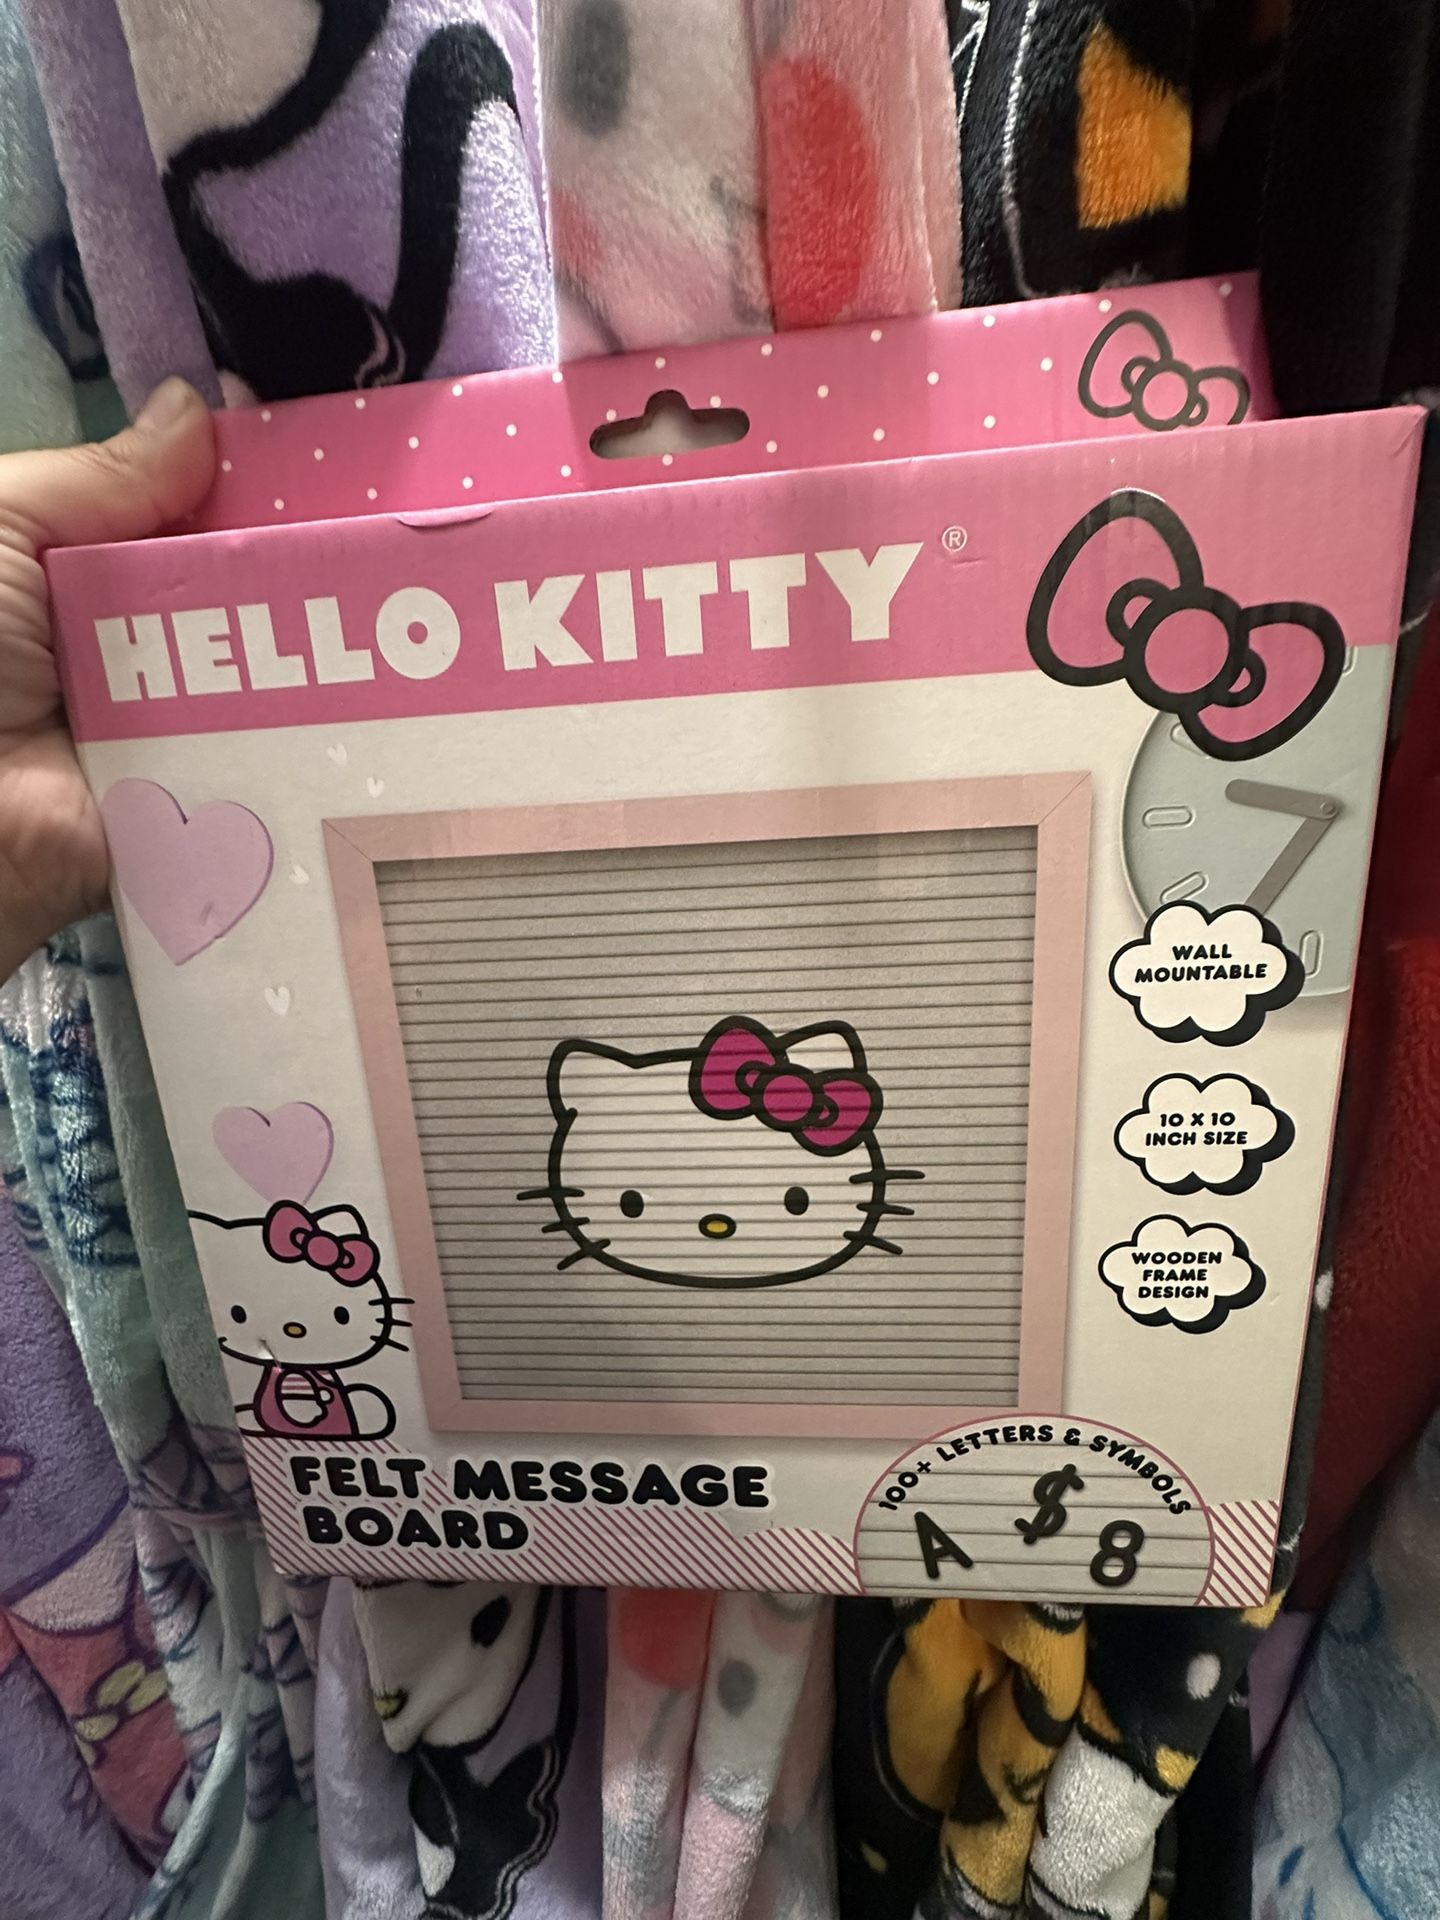 HELLO KITTY®
WALL
MOUNTABLE
10 X 10
INCH SIZE
WOODEN
FRAME
DESIGN
FELT MESSAGE
BOARD
100+ LETTERS & SYMBOLS
A $ 8